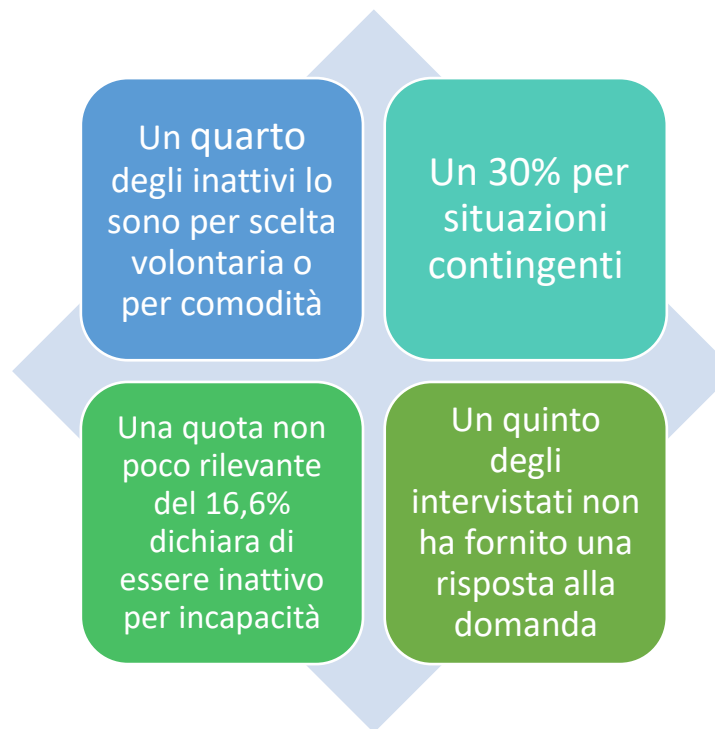 Un quarto
degli inattivi lo
sono per scelta
volontaria o
per comodità
Un 30% per
situazioni
contingenti
Una quota non
poco rilevante
del 16,6%
dichiara di
essere inattivo
per incapacità
Un quinto
degli
intervistati non
ha fornito una
risposta alla
domanda